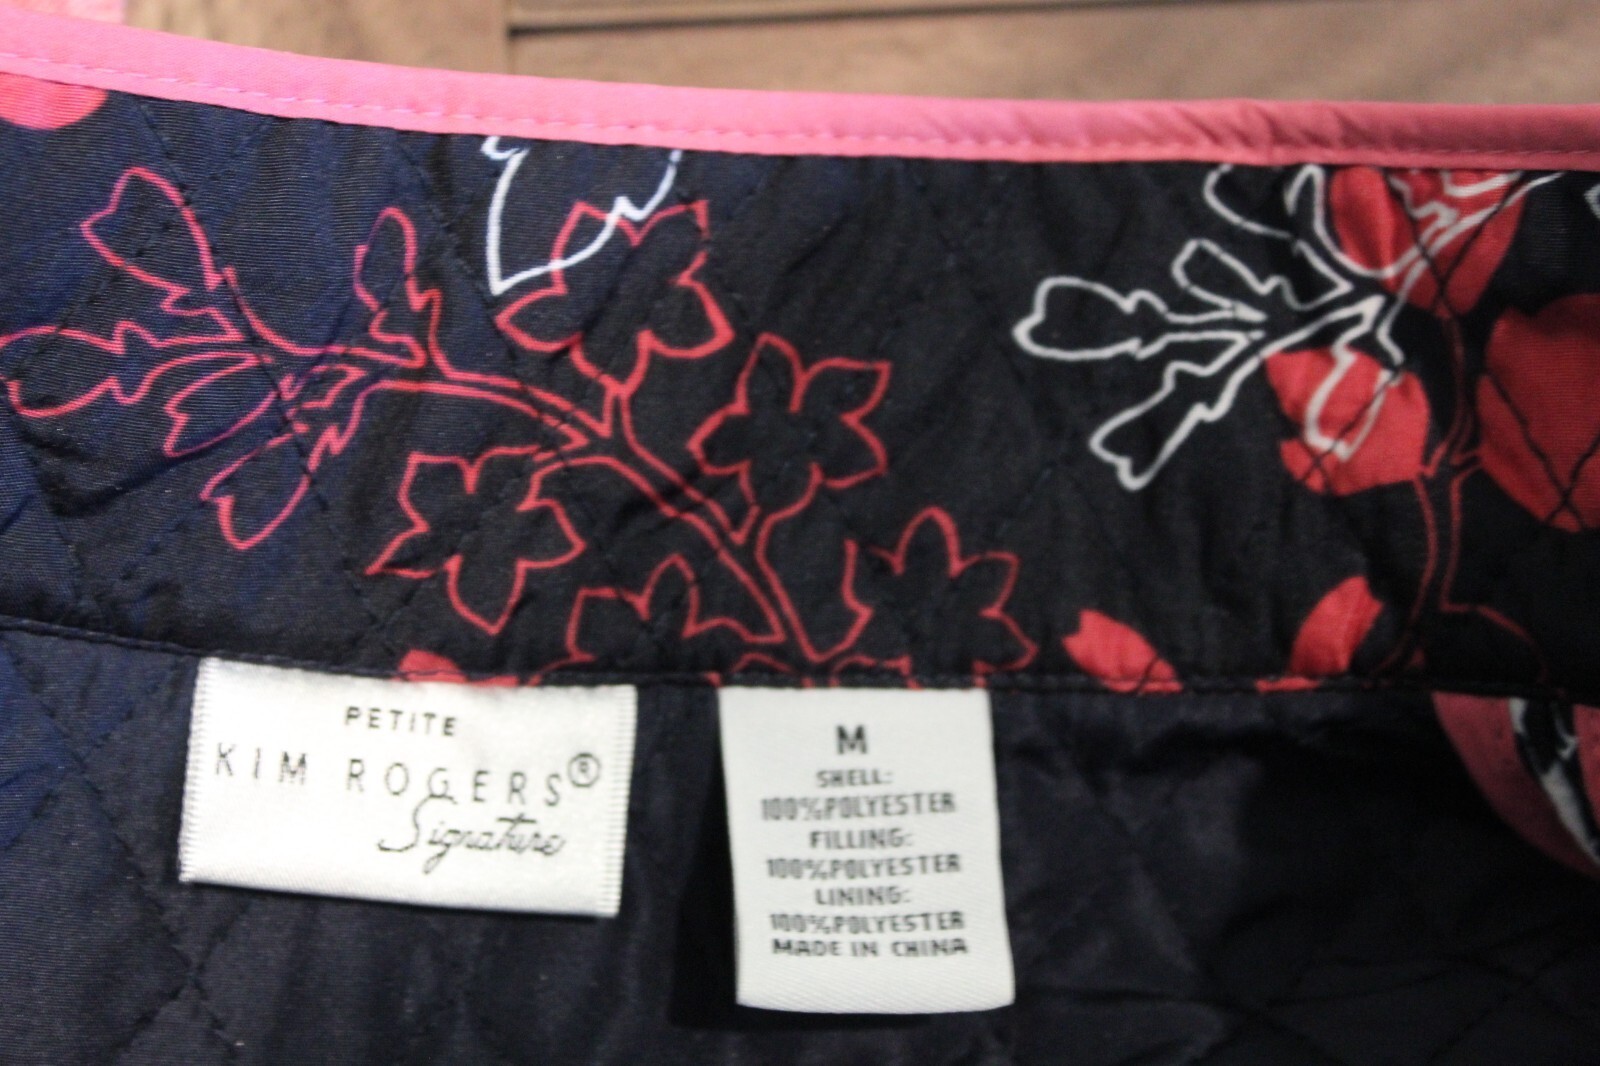 PETITE
KIM ROGERS®
Signature
M
SHELL:
100%POLYESTER
FILLING:
100%POLYESTER
LINING:
100%POLYESTER
MADE IN CHINA